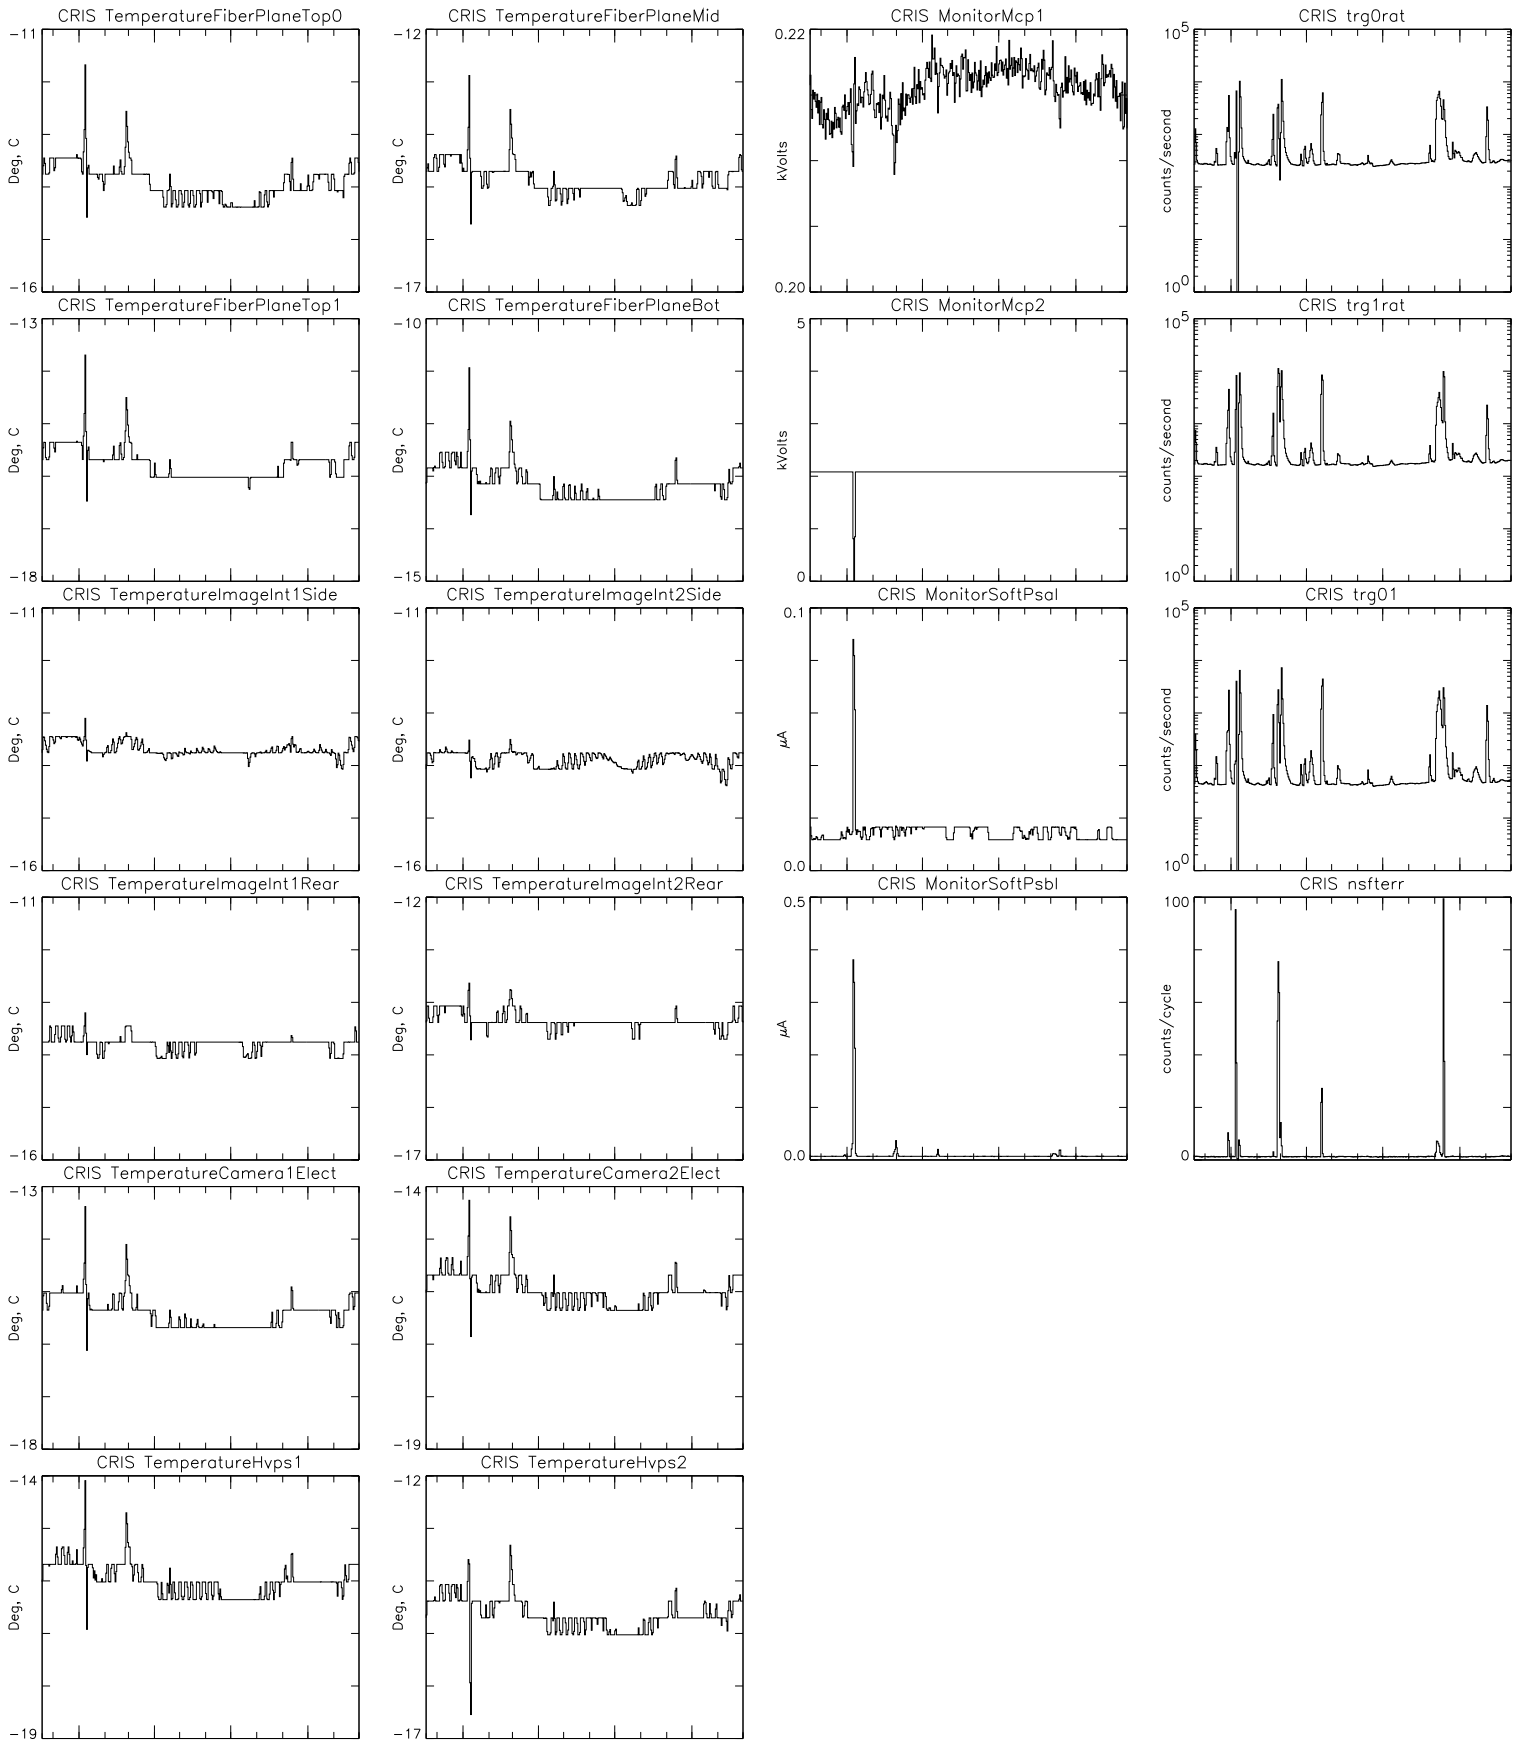 CRIS TemperatureFiberPlaneTop0
-11
Deg, C
-16
CRIS TemperatureFiberPlaneMid
-12
Deg, C
-17
CRIS MonitorMcp1
0.22
kVolts
0.20
CRIS trg0rat
10^5
counts/second
10^0
CRIS TemperatureFiberPlaneTop1
-13
Deg, C
-18
CRIS TemperatureFiberPlaneBot
-10
Deg, C
-15
CRIS MonitorMcp2
5
kVolts
0
CRIS trg1rat
10^5
counts/second
10^0
CRIS TemperatureImageInt1Side
-11
Deg, C
-16
CRIS TemperatureImageInt2Side
-11
Deg, C
-16
CRIS MonitorSoftPsaI
0.1
μA
0.0
CRIS trg01
10^5
counts/second
10^0
CRIS TemperatureImageInt1Rear
-11
Deg, C
-16
CRIS TemperatureImageInt2Rear
-12
Deg, C
-17
CRIS MonitorSoftPsbI
0.5
μA
0.0
CRIS nsfterr
100
counts/cycle
0
CRIS TemperatureCamera1Elect
-13
Deg, C
-18
CRIS TemperatureCamera2Elect
-14
Deg, C
-19
CRIS TemperatureHvps1
-14
Deg, C
-19
CRIS TemperatureHvps2
-12
Deg, C
-17